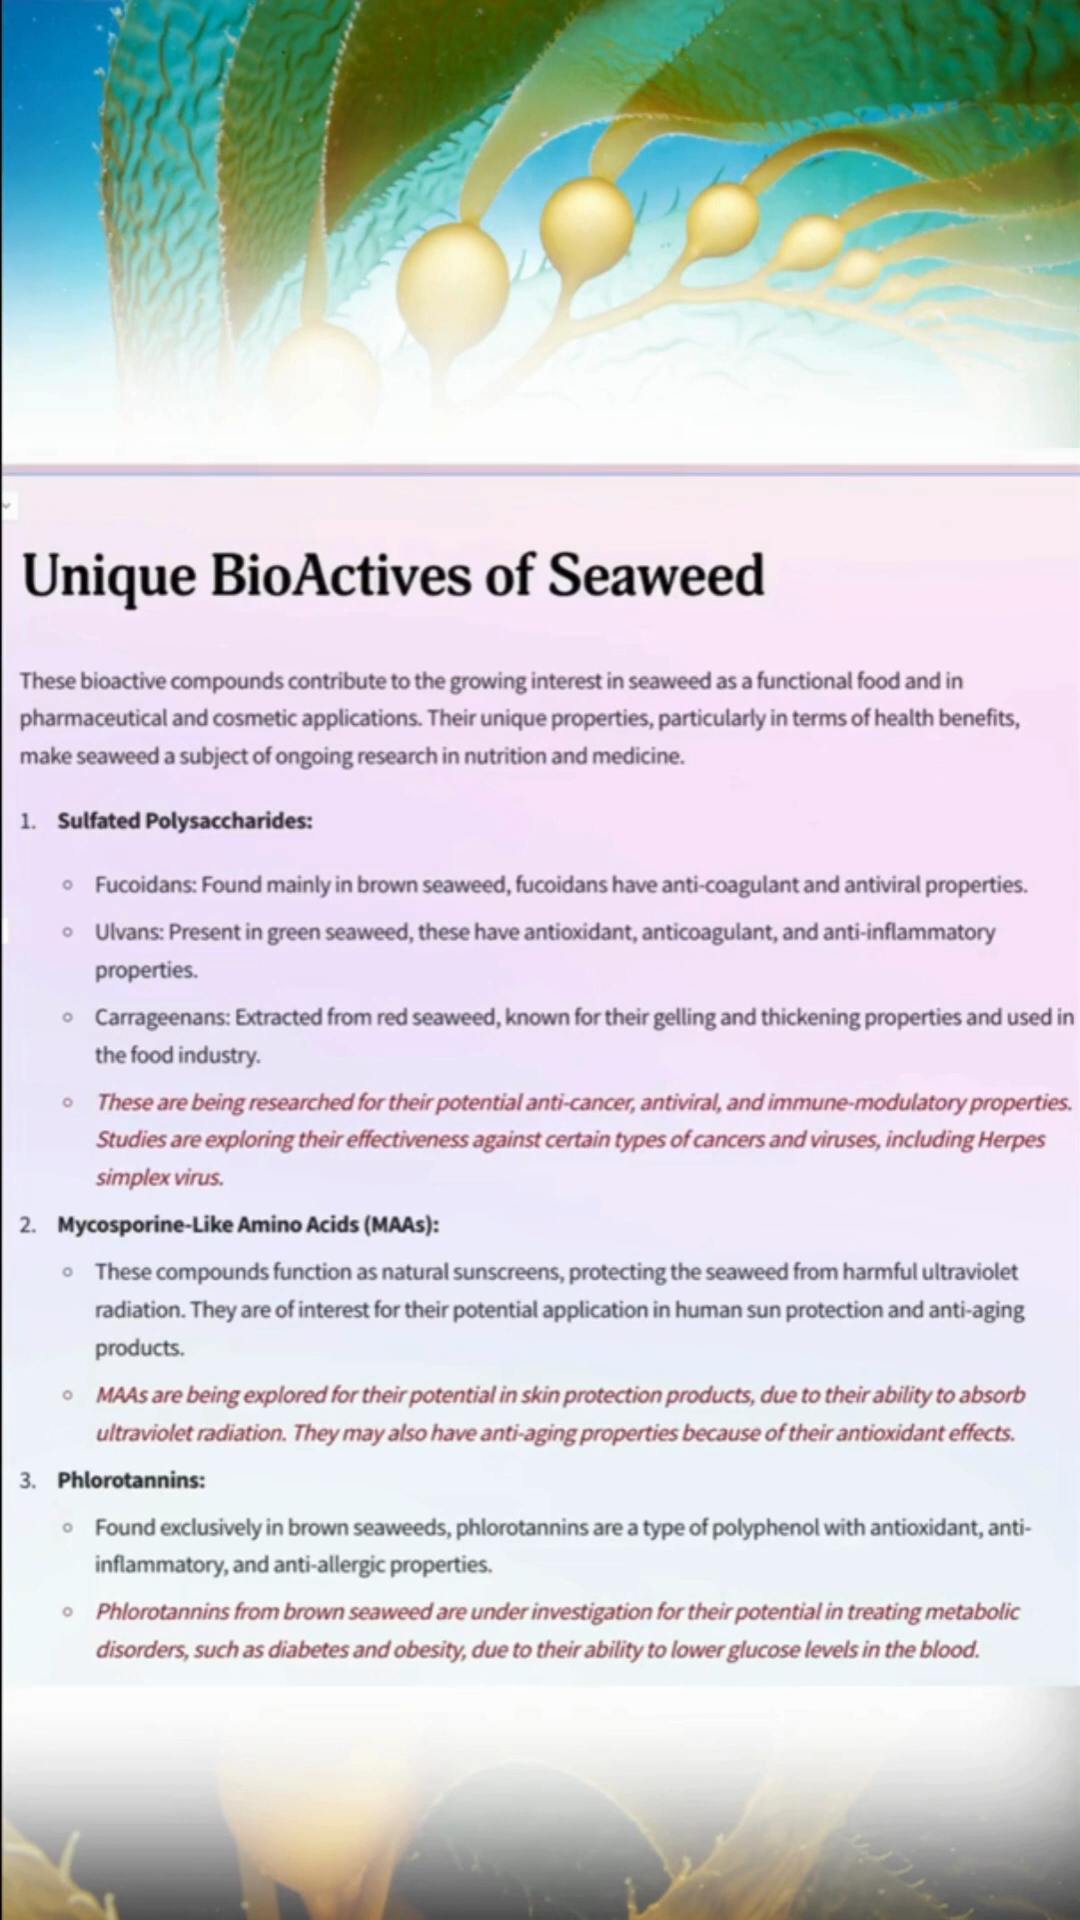 Unique BioActives of Seaweed
These bioactive compounds contribute to the growing interest in seaweed as a functional food and in
pharmaceutical and cosmetic applications. Their unique properties, particularly in terms of health benefits,
make seaweed a subject of ongoing research in nutrition and medicine.
1. Sulfated Polysaccharides:
○ Fucoidans: Found mainly in brown seaweed, fucoidans have anti-coagulant and antiviral properties.
○ Ulvans: Present in green seaweed, these have antioxidant, anticoagulant, and anti-inflammatory
properties.
○ Carrageenans: Extracted from red seaweed, known for their gelling and thickening properties and used in
the food industry.
○ These are being researched for their potential anti-cancer, antiviral, and immune-modulatory properties.
Studies are exploring their effectiveness against certain types of cancers and viruses, including Herpes
simplex virus.
2. Mycosporine-Like Amino Acids (MAAs):
○ These compounds function as natural sunscreens, protecting the seaweed from harmful ultraviolet
radiation. They are of interest for their potential application in human sun protection and anti-aging
products.
○ MAAs are being explored for their potential in skin protection products, due to their ability to absorb
ultraviolet radiation. They may also have anti-aging properties because of their antioxidant effects.
3. Phlorotannins:
○ Found exclusively in brown seaweeds, phlorotannins are a type of polyphenol with antioxidant, anti-
inflammatory, and anti-allergic properties.
○ Phlorotannins from brown seaweed are under investigation for their potential in treating metabolic
disorders, such as diabetes and obesity, due to their ability to lower glucose levels in the blood.